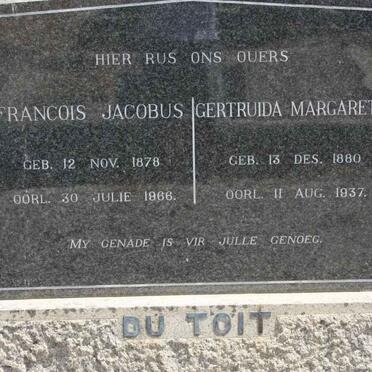 HIER RUS ONS OUERS
FRANCOIS JACOBUS
GEB. 12 NOV. 1878
OORL. 30 JULIE 1966.
GERTRUIDA MARGARET
GEB. 13 DES. 1880
OORL. 11 AUG. 1937.
MY GENADE IS VIR JULLE GENOEG.
DU TOIT